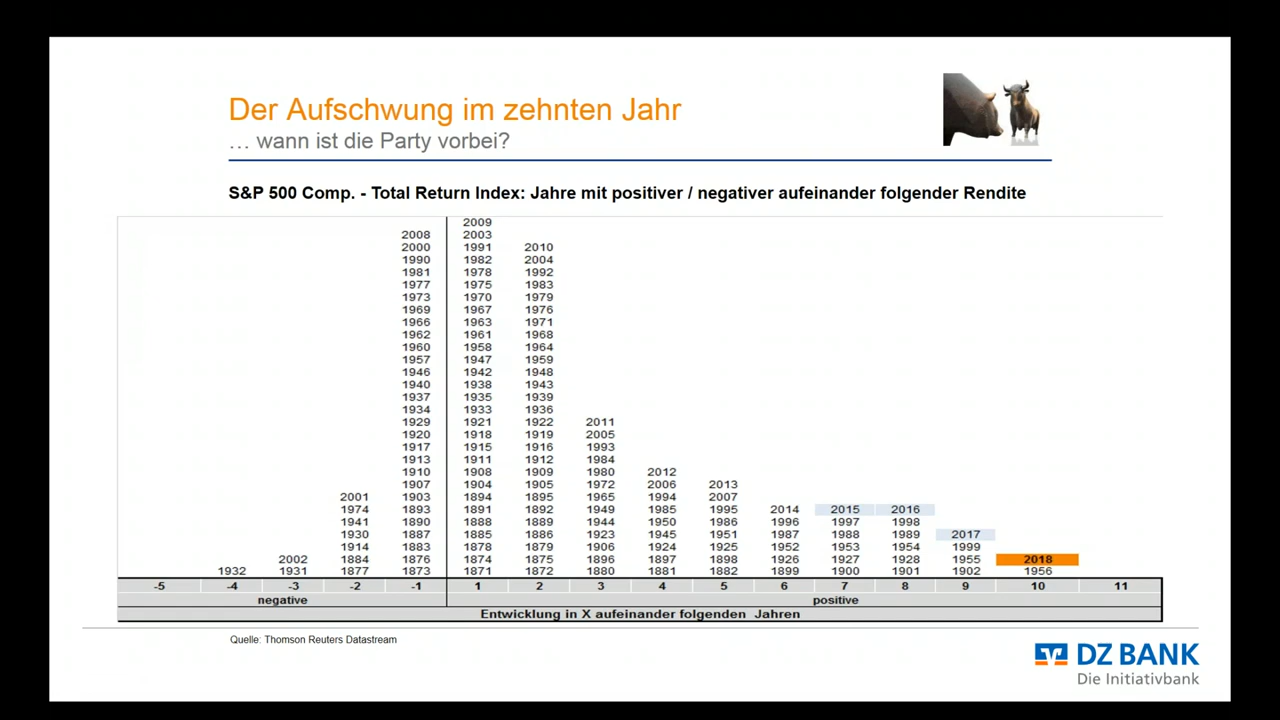 Der Aufschwung im zehnten Jahr
… wann ist die Party vorbei?
S&P 500 Comp. - Total Return Index: Jahre mit positiver / negativer aufeinander folgender Rendite
2009
2008 2003
2000 1991 2010
1990 1982 2004
1981 1978 1992
1977 1975 1983
1973 1970 1979
1969 1967 1976
1966 1963 1971
1962 1961 1968
1960 1958 1964
1957 1947 1959
1946 1942 1948
1940 1938 1943
1937 1935 1939
1934 1933 1936
1929 1921 1922 2011
1920 1918 1919 2005
1917 1915 1916 1993
1913 1911 1912 1984
1910 1908 1909 1980 2012
1907 1904 1905 1972 2006 2013
2001 1903 1894 1895 1965 1994 2007
1974 1893 1891 1892 1949 1985 1995 2014 2015 2016
1941 1890 1888 1889 1944 1950 1986 1996 1997 1998
1930 1887 1885 1886 1923 1945 1951 1987 1988 1989 2017
1914 1883 1878 1879 1906 1924 1925 1952 1953 1954 1999
2002 1884 1876 1874 1875 1896 1897 1898 1926 1927 1928 1955 2018
1932 1931 1877 1873 1871 1872 1880 1881 1882 1899 1900 1901 1902 1956
-5 -4 -3 -2 -1 1 2 3 4 5 6 7 8 9 10 11
negative positive
Entwicklung in X aufeinander folgenden Jahren
Quelle: Thomson Reuters Datastream
DZ BANK
Die Initiativbank